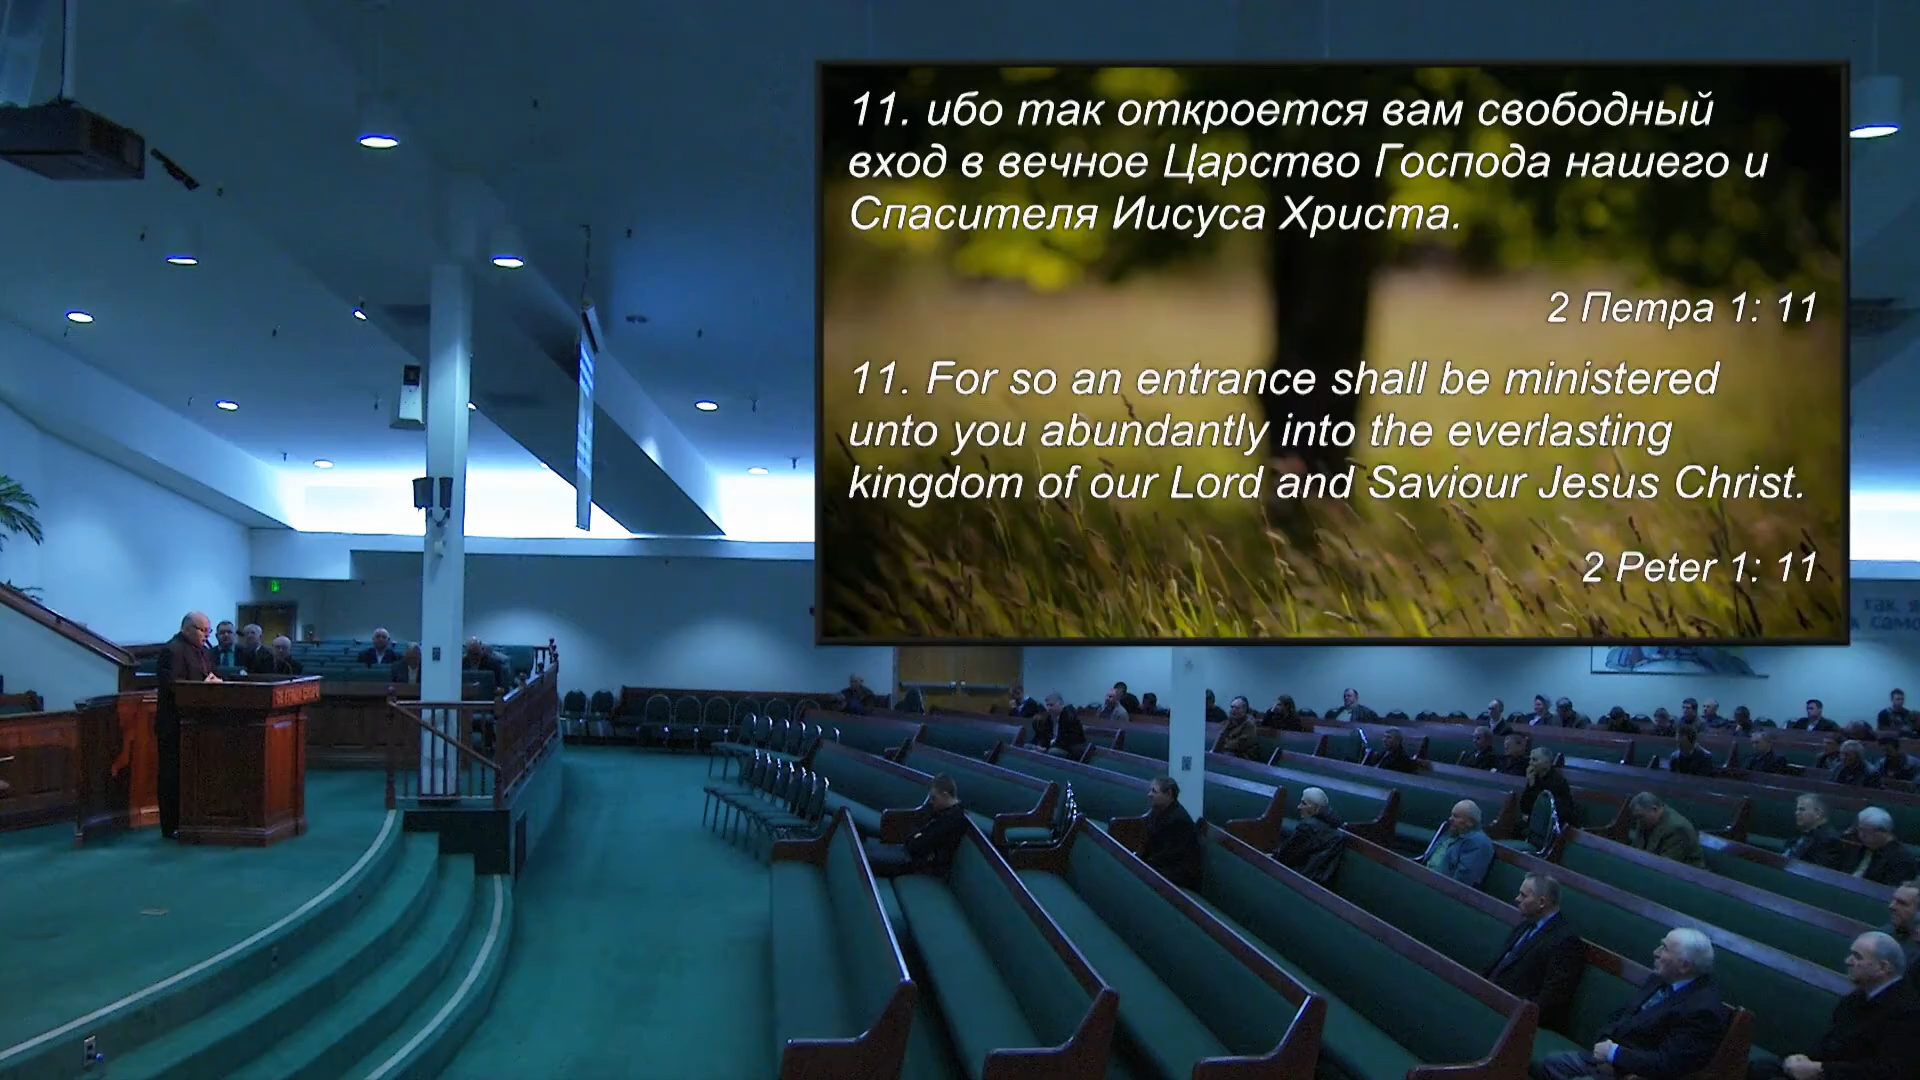 11. ибо так откроется вам свободный
вход в вечное Царство Господа нашего и
Спасителя Иисуса Христа.
2 Петра 1: 11
11. For so an entrance shall be ministered
unto you abundantly into the everlasting
kingdom of our Lord and Saviour Jesus Christ.
2 Peter 1: 11
так, я